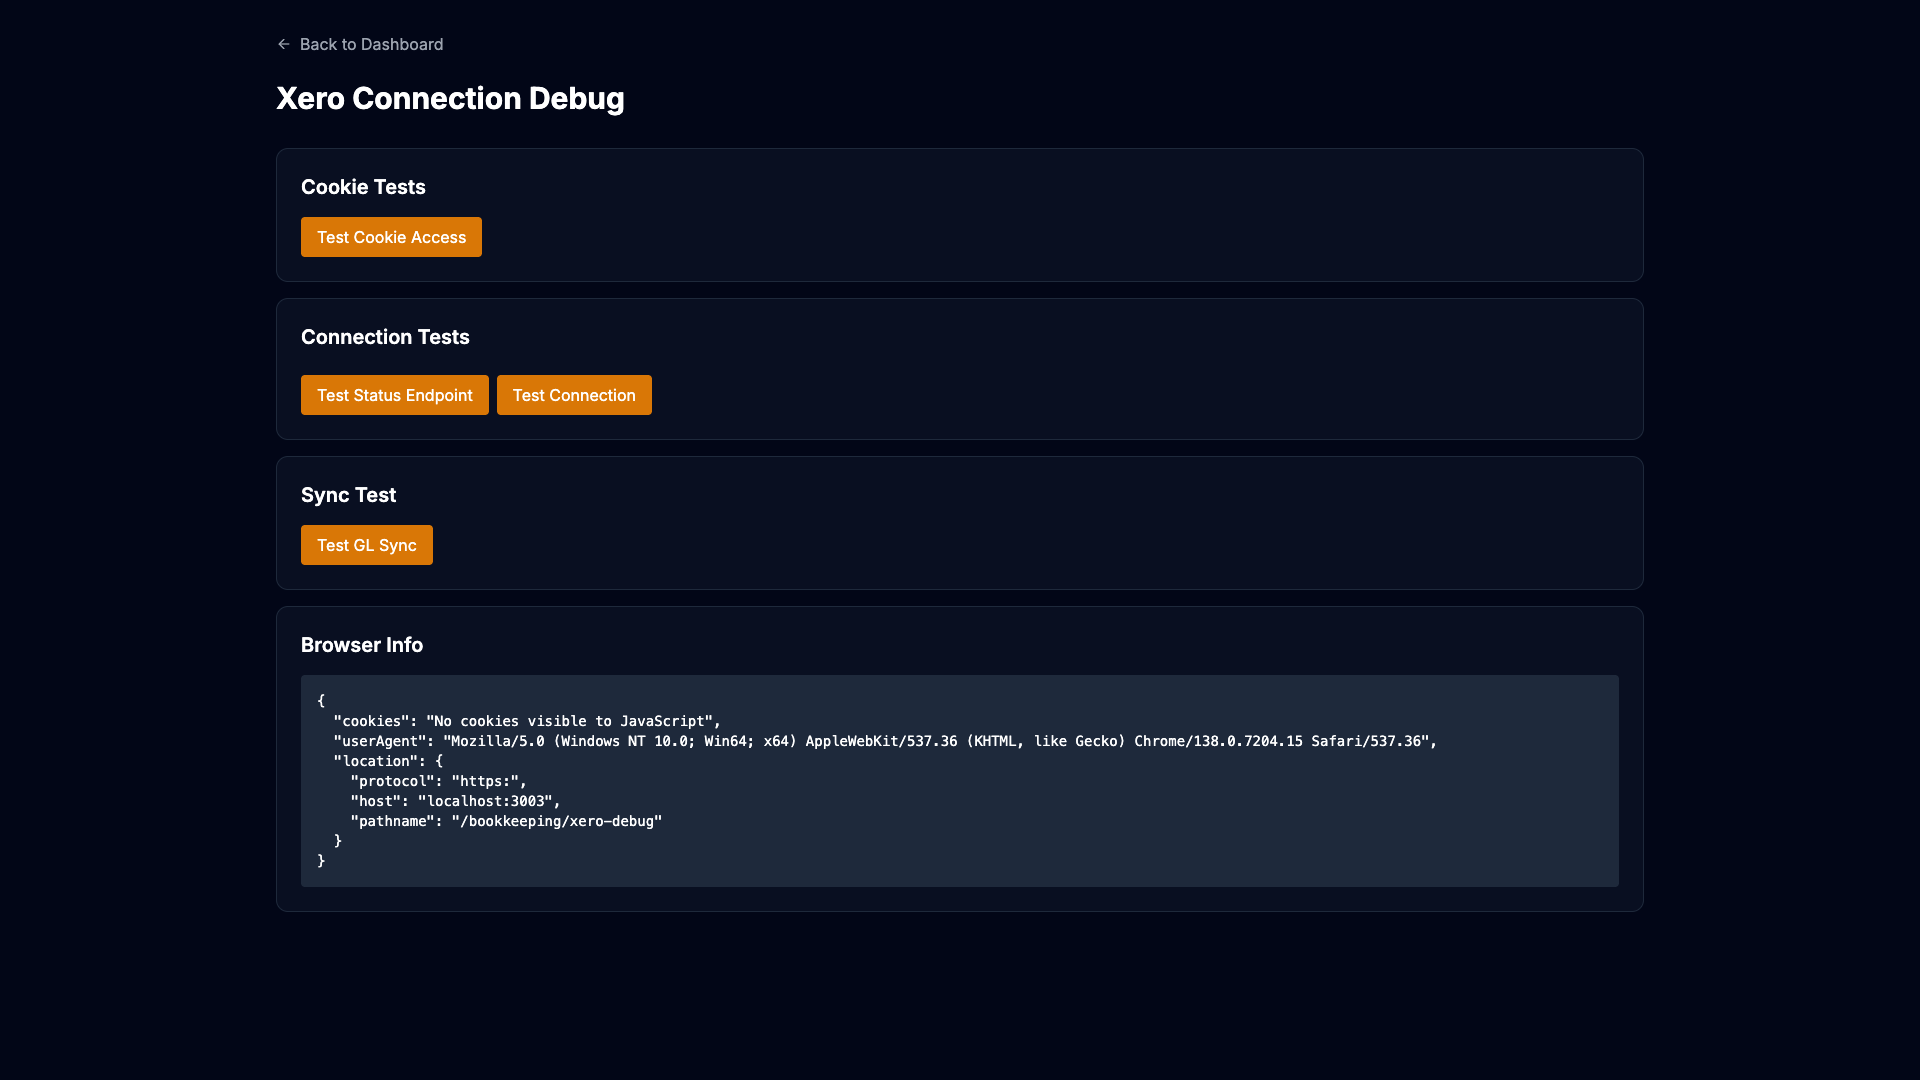 Back to Dashboard
Xero Connection Debug
Cookie Tests
Test Cookie Access
Connection Tests
Test Status Endpoint Test Connection
Sync Test
Test GL Sync
Browser Info
{
  "cookies": "No cookies visible to JavaScript",
  "userAgent": "Mozilla/5.0 (Windows NT 10.0; Win64; x64) AppleWebKit/537.36 (KHTML, like Gecko) Chrome/138.0.7204.15 Safari/537.36",
  "location": {
    "protocol": "https:",
    "host": "localhost:3003",
    "pathname": "/bookkeeping/xero-debug"
  }
}